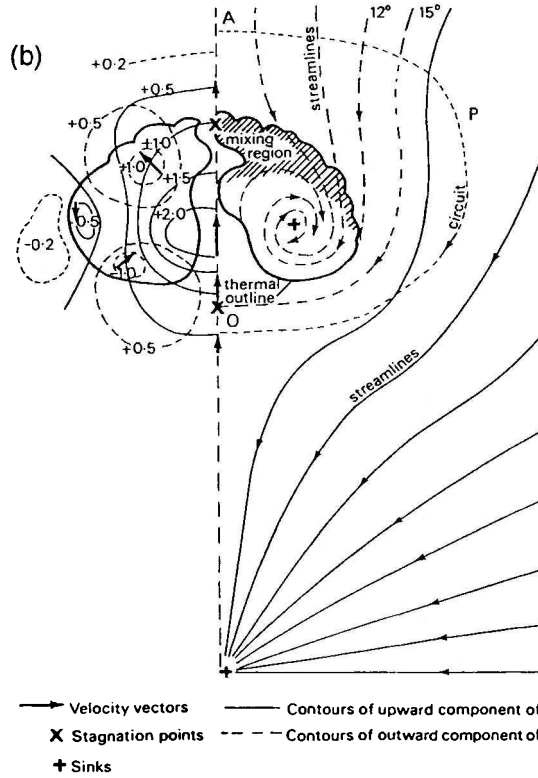 (b)
A
12°
15°
+0·2
+0·5
streamlines
P
+0·5
±1·0
mixing
region
+1·0
+1·5
circuit
0·5
+2·0
-0·2
-1·0
thermal
outline
O
+0·5
streamlines
Velocity vectors
Contours of upward component of
X Stagnation points
Contours of outward component of
+ Sinks